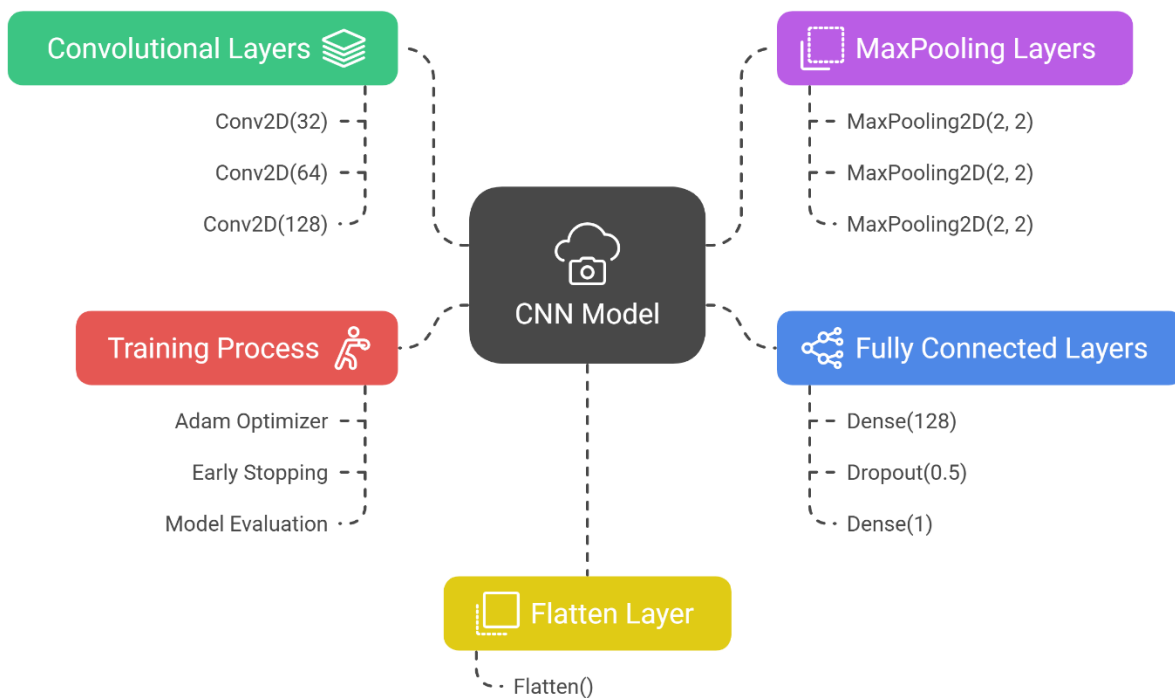 Convolutional Layers
Conv2D(32)
Conv2D(64)
Conv2D(128)
MaxPooling Layers
MaxPooling2D(2, 2)
MaxPooling2D(2, 2)
MaxPooling2D(2, 2)
CNN Model
Training Process
Adam Optimizer
Early Stopping
Model Evaluation
Fully Connected Layers
Dense(128)
Dropout(0.5)
Dense(1)
Flatten Layer
Flatten()